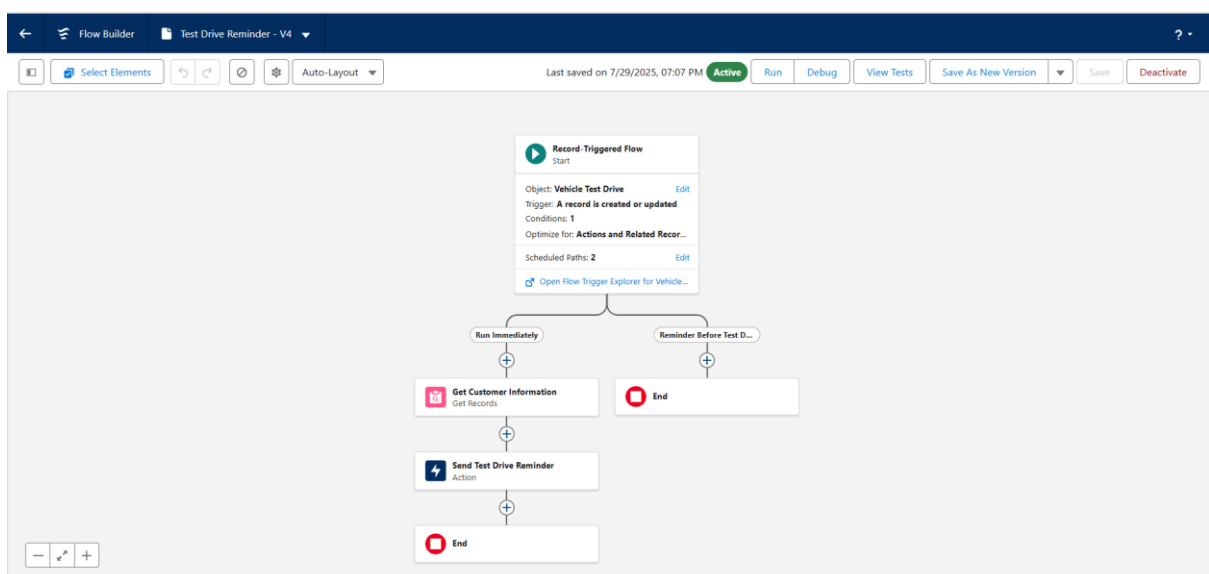 Flow Builder
Test Drive Reminder - V4
?
Select Elements
Auto-Layout
Last saved on 7/29/2025, 07:07 PM
Active
Run
Debug
View Tests
Save As New Version
Save
Deactivate
Record-Triggered Flow
Start
Object: Vehicle Test Drive
Edit
Trigger: A record is created or updated
Conditions: 1
Optimize for: Actions and Related Recor...
Scheduled Paths: 2
Edit
Open Flow Trigger Explorer for Vehicle...
Run Immediately
Reminder Before Test D...
Get Customer Information
Get Records
End
Send Test Drive Reminder
Action
End